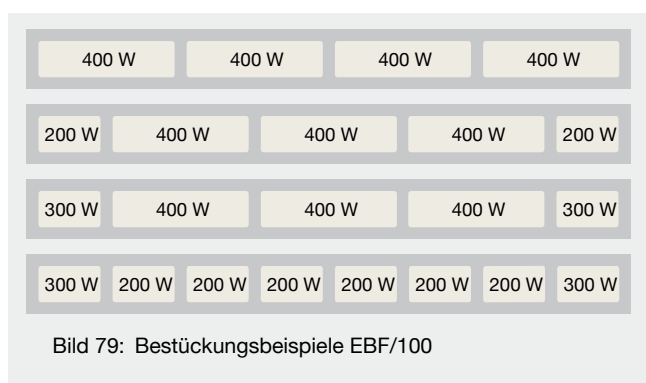 400 W 400 W 400 W 400 W
200 W 400 W 400 W 400 W 200 W
300 W 400 W 400 W 400 W 300 W
300 W 200 W 200 W 200 W 200 W 200 W 200 W 300 W
Bild 79: Bestückungsbeispiele EBF/100